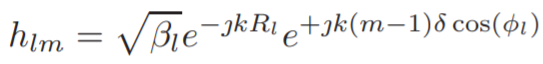 h_{lm} = \sqrt{\beta_l} e^{-\jmath k R_l} e^{+\jmath k(m-1)\delta \cos(\phi_l)}